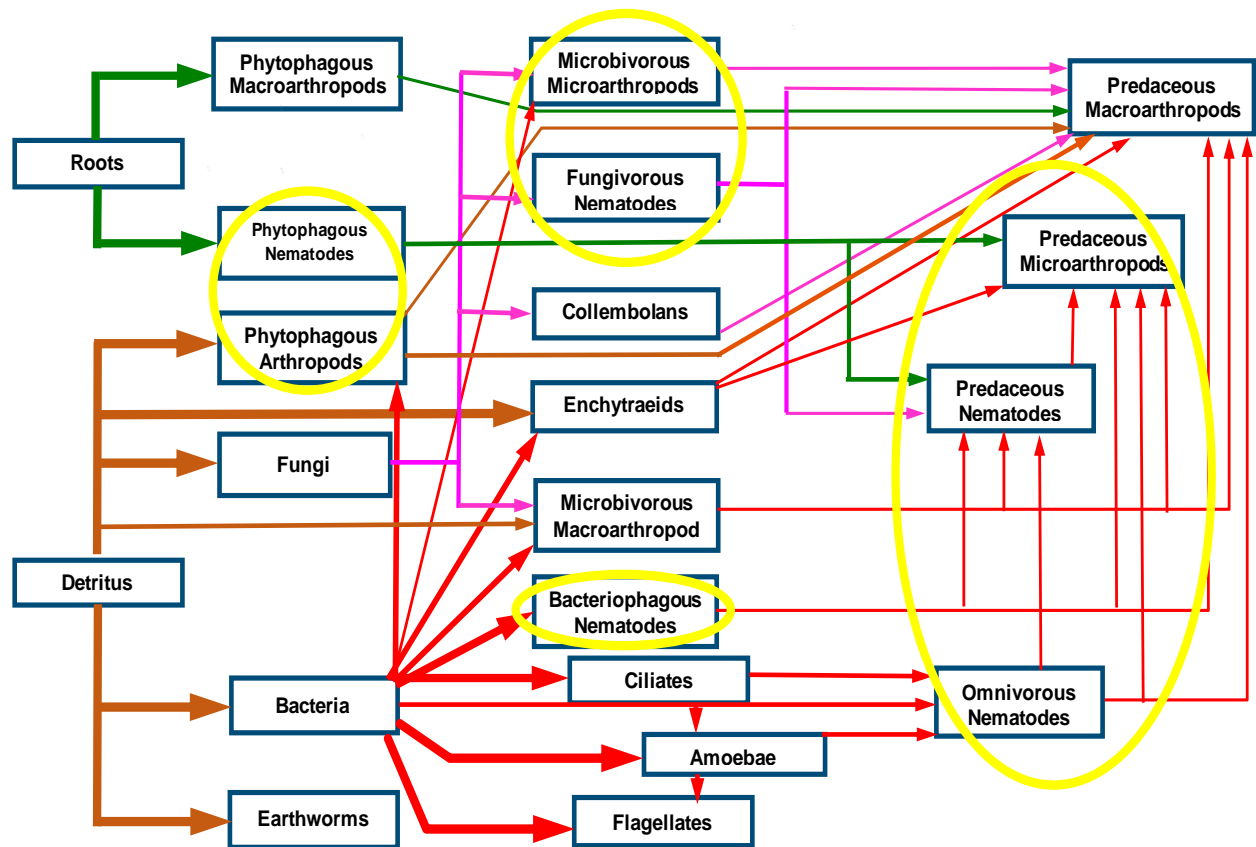 Phytophagous
Macroarthropods
Roots
Phytophagous
Nematodes
Phytophagous
Arthropods
Fungi
Detritus
Bacteria
Earthworms
Microbivorous
Microarthropods
Fungivorous
Nematodes
Collembolans
Enchytraeids
Microbivorous
Macroarthropod
Bacteriophagous
Nematodes
Ciliates
Amoebae
Flagellates
Predaceous
Macroarthropods
Predaceous
Microarthropods
Predaceous
Nematodes
Omnivorous
Nematodes